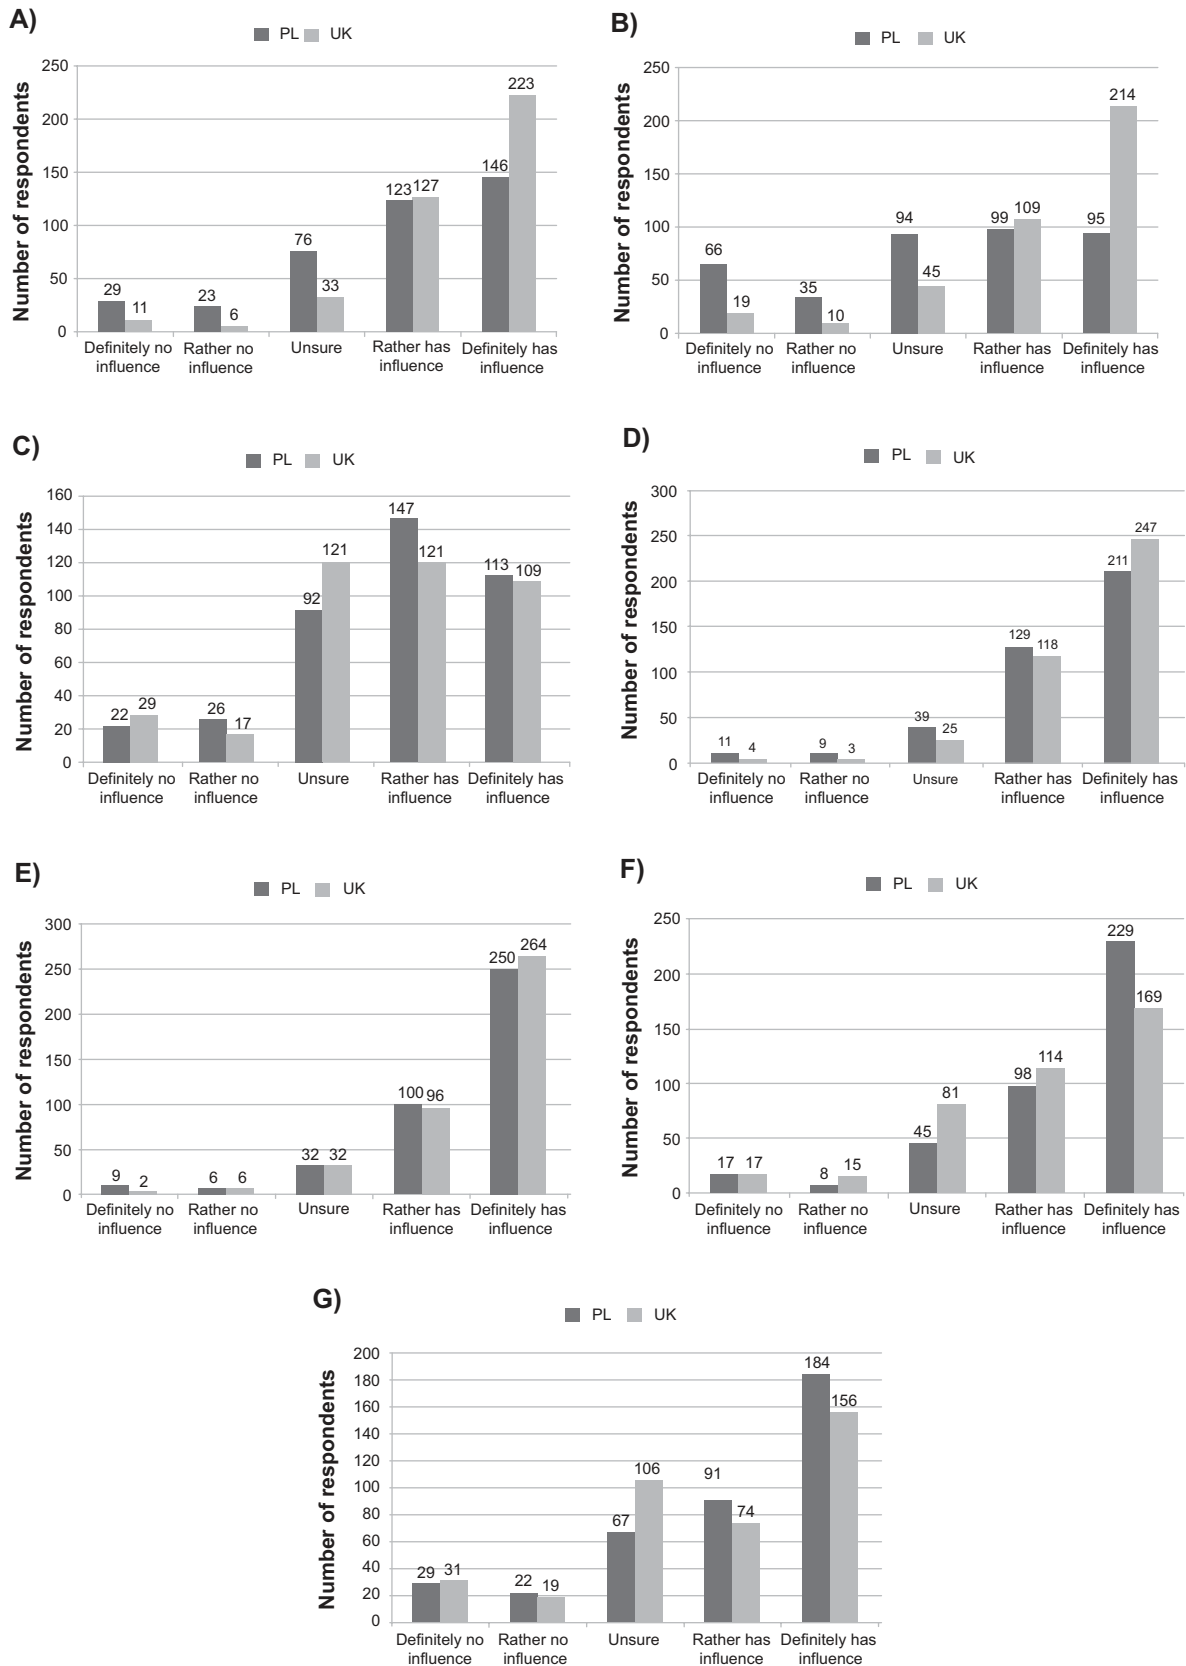 A)
PL UK
Number of respondents
250
200
150
100
50
0
29 11 23 6 76 33 123 127 146 223
Definitely no Rather no Unsure Rather has Definitely has
influence influence influence influence
B)
PL UK
Number of respondents
250
200
150
100
50
0
66 19 35 10 94 45 99 109 95 214
Definitely no Rather no Unsure Rather has Definitely has
influence influence influence influence
C)
PL UK
Number of respondents
160
140
120
100
80
60
40
20
0
22 29 26 17 92 121 147 121 113 109
Definitely no Rather no Unsure Rather has Definitely has
influence influence influence influence
D)
PL UK
Number of respondents
300
250
200
150
100
50
0
11 4 9 3 39 25 129 118 211 247
Definitely no Rather no Unsure Rather has Definitely has
influence influence influence influence
E)
PL UK
Number of respondents
300
250
200
150
100
50
0
9 2 6 6 32 32 100 96 250 264
Definitely no Rather no Unsure Rather has Definitely has
influence influence influence influence
F)
PL UK
Number of respondents
250
200
150
100
50
0
17 17 8 15 45 81 98 114 229 169
Definitely no Rather no Unsure Rather has Definitely has
influence influence influence influence
G)
PL UK
Number of respondents
200
180
160
140
120
100
80
60
40
20
0
29 31 22 19 67 106 91 74 184 156
Definitely no Rather no Unsure Rather has Definitely has
influence influence influence influence